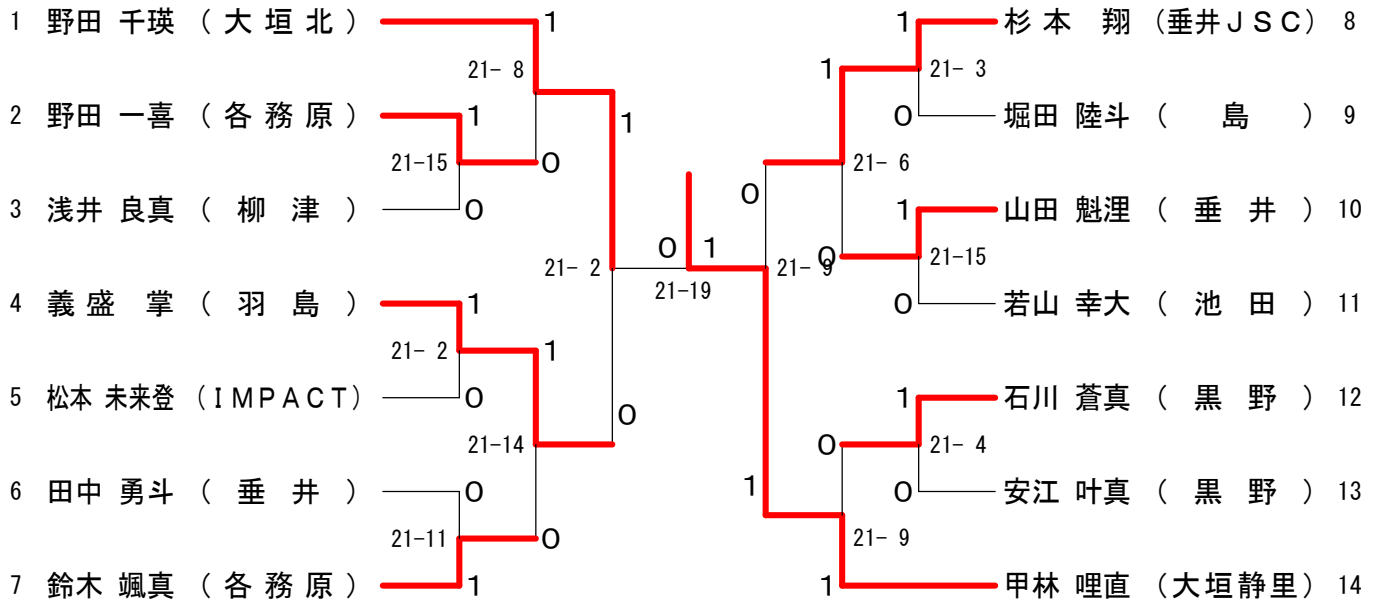 1 野田 千瑛 （ 大 垣 北 ） 1
21- 8
2 野田 一喜 （ 各 務 原 ） 1
1
21-15 0
3 浅井 良真 （ 柳 津 ） 0
21- 2
4 義 盛 掌 （ 羽 島 ） 1
21- 2 1
5 松本 未来登 （ＩＭＰＡＣＴ） 0
0
21-14
6 田中 勇斗 （ 垂 井 ） 0
21-11 0
7 鈴木 颯真 （ 各 務 原 ） 1
0 1
21-19
1 杉 本 翔 （垂井ＪＳＣ） 8
1 21- 3
0 堀田 陸斗 （ 島 ） 9
21- 6
0
1 山田 魁浬 （ 垂 井 ） 10
21- 9 0 21-15
0 若山 幸大 （ 池 田 ） 11
1 石川 蒼真 （ 黒 野 ） 12
0 21- 4
1
0 安江 叶真 （ 黒 野 ） 13
21- 9
1 甲林 哩直 （大垣静里） 14